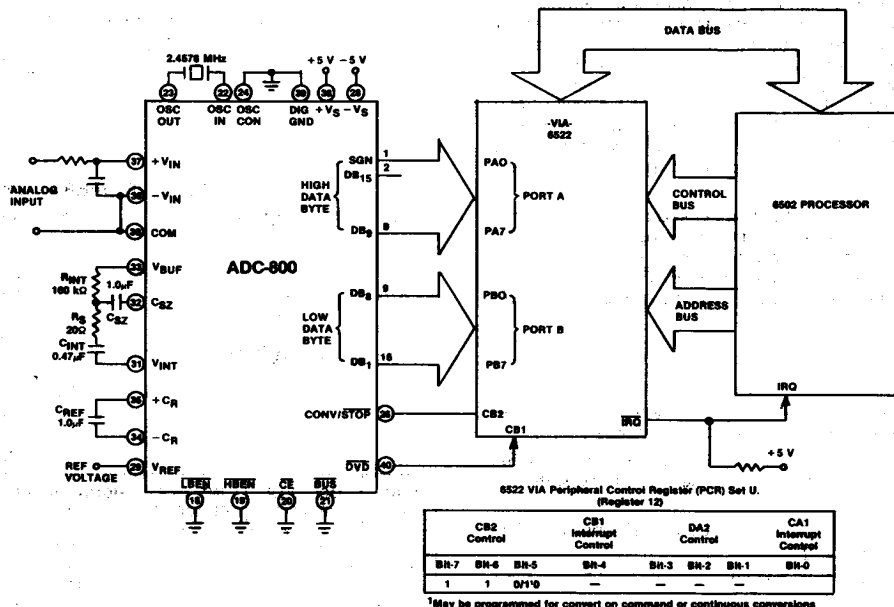 DATA BUS
2.4576 MHz
+5 V −5 V
23 22 24 39 36 28
OSC OUT
OSC IN
OSC CON
DIG GND
+VS
−VS
-VIA-
6522
6502 PROCESSOR
37 +VIN
ANALOG INPUT
−VIN
COM
SGN 1
DB15 2
HIGH DATA BYTE
DB9 8
PA0
PORT A
PA7
CONTROL BUS
ADC-800
33 VBUF
RINT 160 kΩ
1.0µF
32 CSZ
CSZ
RS 20Ω
CINT 0.47µF
31 VINT
DB8 9
LOW DATA BYTE
DB1 16
PB0
PORT B
PB7
ADDRESS BUS
+CR
CREF 1.0µF
34 −CR
REF VOLTAGE
29 VREF
CONV/STOP
CB2
CB1
IRQ
IRQ
DVD 40
+5 V
LBEN HBEN CE BUS
18 19 20 21
6522 VIA Peripheral Control Register (PCR) Set U.
(Register 12)
CB2 Control
CB1 Interrupt Control
DA2 Control
CA1 Interrupt Control
Bit-7 Bit-6 Bit-5 Bit-4 Bit-3 Bit-2 Bit-1 Bit-0
1 1 0/1'0 — — — — —
1May be programmed for convert on command or continuous conversions